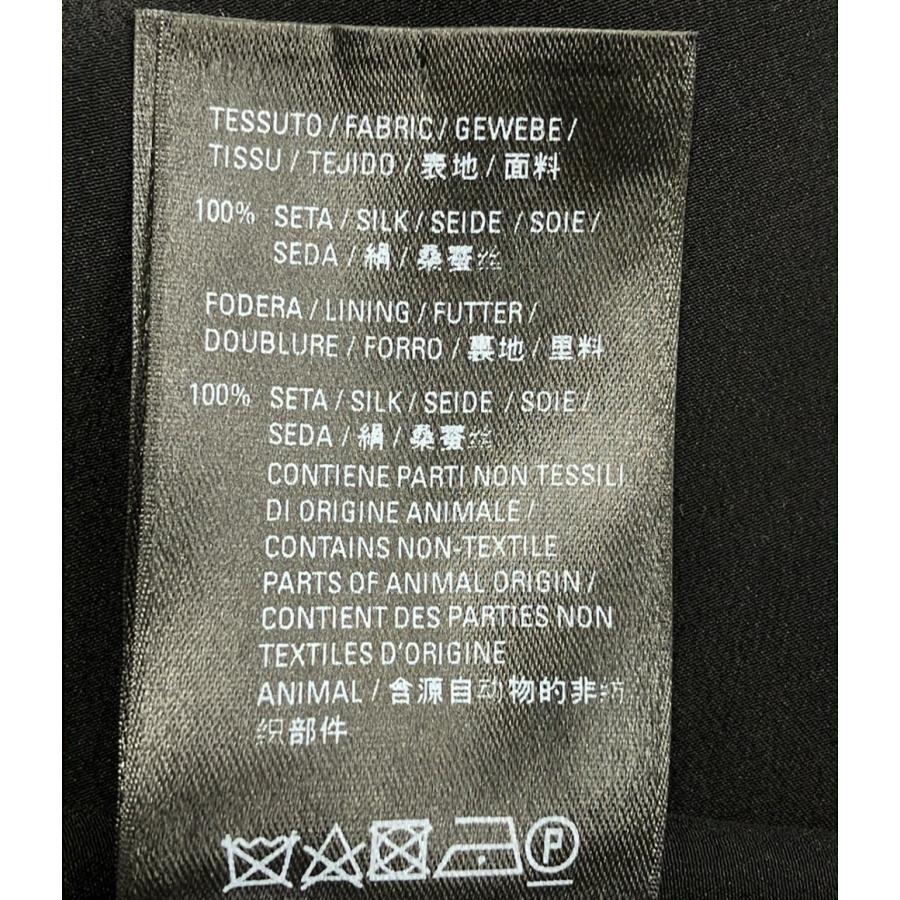 TESSUTO / FABRIC / GEWEBE /
TISSU / TEJIDO / 表地 / 面料
100% SETA / SILK / SEIDE / SOIE /
SEDA / 絹 / 桑蚕丝
FODERA / LINING / FUTTER /
DOUBLURE / FORRO / 裏地 / 里料
100% SETA / SILK / SEIDE / SOIE /
SEDA / 絹 / 桑蚕丝
CONTIENE PARTI NON TESSILI
DI ORIGINE ANIMALE /
CONTAINS NON-TEXTILE
PARTS OF ANIMAL ORIGIN /
CONTIENT DES PARTIES NON
TEXTILES D'ORIGINE
ANIMAL / 含源自动物的非纺
织部件
P